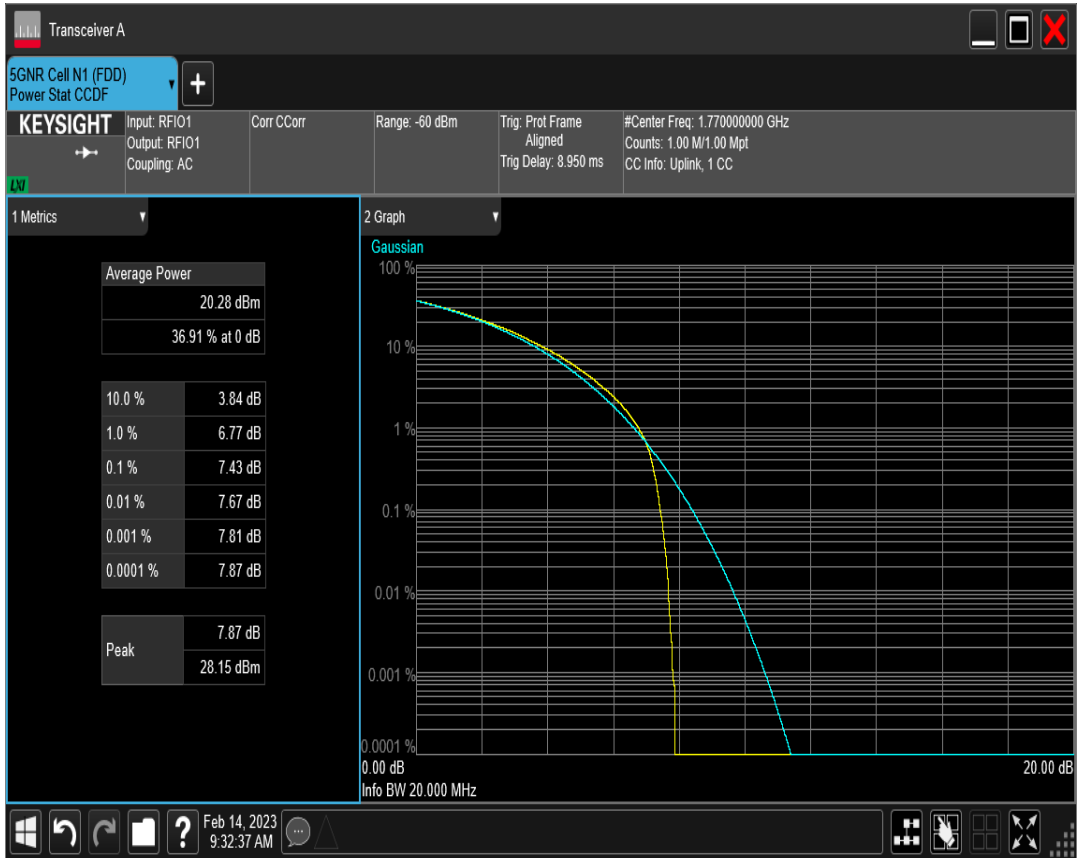 Transceiver A
5GNR Cell N1 (FDD)
Power Stat CCDF
+
KEYSIGHT
LXI
Input: RFIO1
Output: RFIO1
Coupling: AC
Corr CCorr
Range: -60 dBm
Trig: Prot Frame
Aligned
Trig Delay: 8.950 ms
#Center Freq: 1.770000000 GHz
Counts: 1.00 M/1.00 Mpt
CC Info: Uplink, 1 CC
1 Metrics
Average Power
20.28 dBm
36.91 % at 0 dB
10.0 % 3.84 dB
1.0 % 6.77 dB
0.1 % 7.43 dB
0.01 % 7.67 dB
0.001 % 7.81 dB
0.0001 % 7.87 dB
Peak
7.87 dB
28.15 dBm
2 Graph
Gaussian
100 %
10 %
1 %
0.1 %
0.01 %
0.001 %
0.0001 %
0.00 dB 20.00 dB
Info BW 20.000 MHz
?
Feb 14, 2023
9:32:37 AM